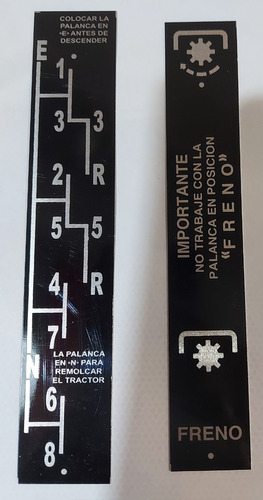 COLOCAR LA
PALANCA EN
-E- ANTES DE
DESCENDER
E
1
3 3
2 R
5 5
4 R
7
LA PALANCA
EN -N- PARA
REMOLCAR
EL TRACTOR
N 6
8
IMPORTANTE
NO TRABAJE CON LA
PALANCA EN POSICION
“FRENO”
FRENO